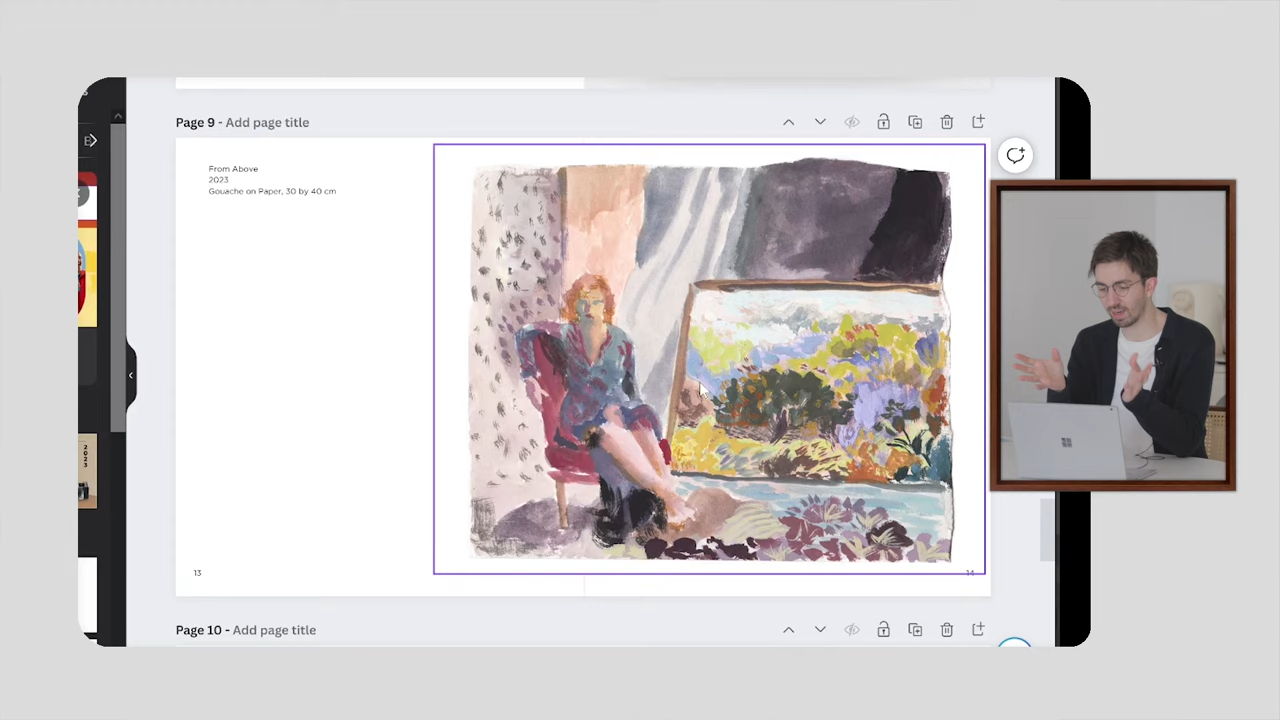 Page 9 - Add page title
From Above
2023
Gouache on Paper, 30 by 40 cm
13
14
Page 10 - Add page title